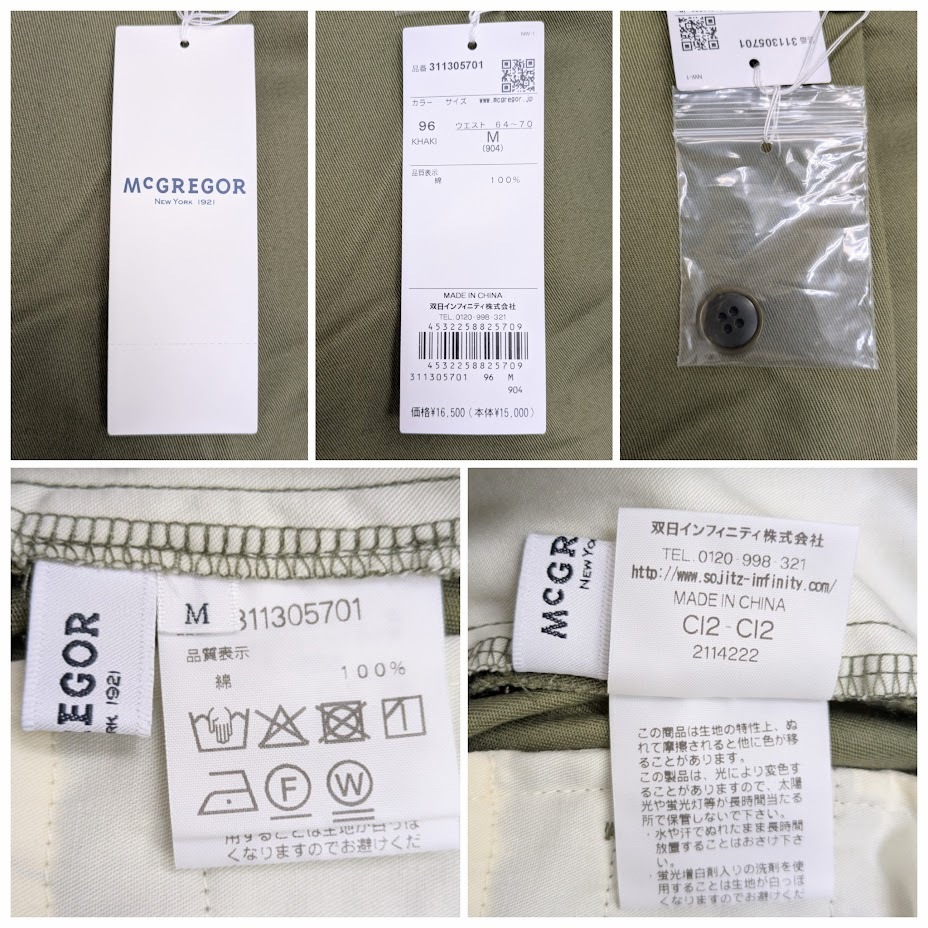 McGREGOR
NEW YORK 1921
NW-1
品番 311305701
カラー サイズ www.mcgregor.jp
96 ウエスト 64~70
KHAKI M
(904)
品質表示
綿 100%
MADE IN CHINA
双日インフィニティ株式会社
TEL.0120-998-321
4532258825709
4532258825709
311305701 96 M
904
価格¥16,500(本体¥15,000)
品番 311305701
NW-1
EGOR
RK 1921
M
311305701
品質表示
綿 100%
F
W
用することは生地が白っぽ
くなりますのでお避けくだ
McGR
NEW YO
双日インフィニティ株式会社
TEL.0120-998-321
http://www.sojitz-infinity.com/
MADE IN CHINA
CI2-CI2
2114222
この商品は生地の特性上、ぬ
れて摩擦されると他に色が移
ることがあります。
この製品は、光により変色す
ることがありますので、太陽
光や蛍光灯等が長時間当たる
所で保管しないで下さい。
・水や汗でぬれたまま長時間
放置することはおさけ下さ
い。
・蛍光増白剤入りの洗剤を使
用することは生地が白っぽ
くなりますのでお避けくだ